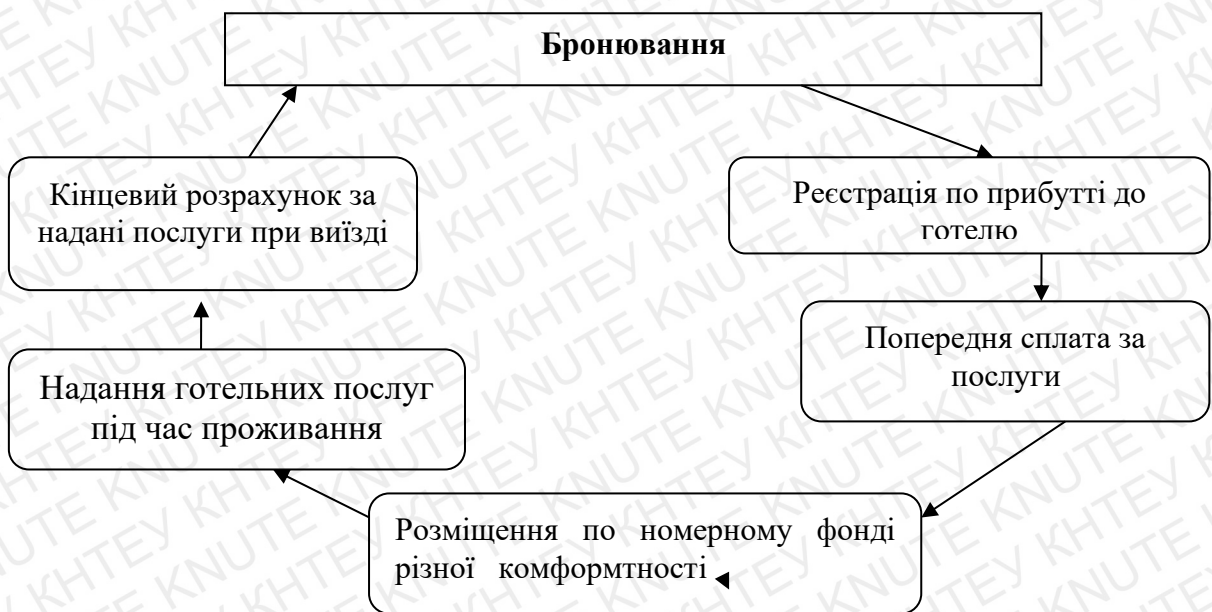 Бронювання
Реєстрація по прибутті до
готелю
Попередня сплата за
послуги
Розміщення по номерному фонді
різної комформтності
Надання готельних послуг
під час проживання
Кінцевий розрахунок за
надані послуги при виїзді